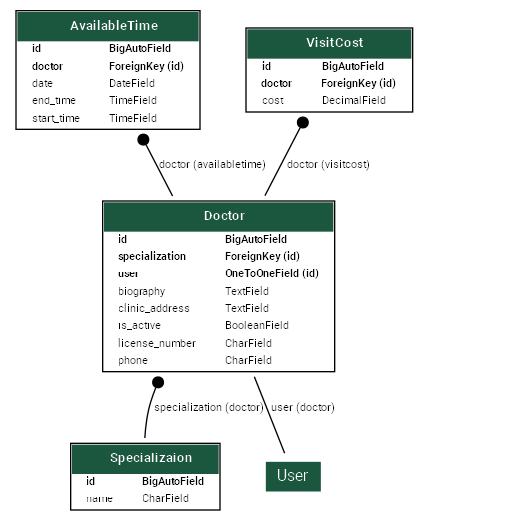 AvailableTime
id BigAutoField
doctor ForeignKey (id)
date DateField
end_time TimeField
start_time TimeField
VisitCost
id BigAutoField
doctor ForeignKey (id)
cost DecimalField
doctor (availabletime)
doctor (visitcost)
Doctor
id BigAutoField
specialization ForeignKey (id)
user OneToOneField (id)
biography TextField
clinic_address TextField
is_active BooleanField
license_number CharField
phone CharField
specialization (doctor)
user (doctor)
Specializaion
id BigAutoField
name CharField
User